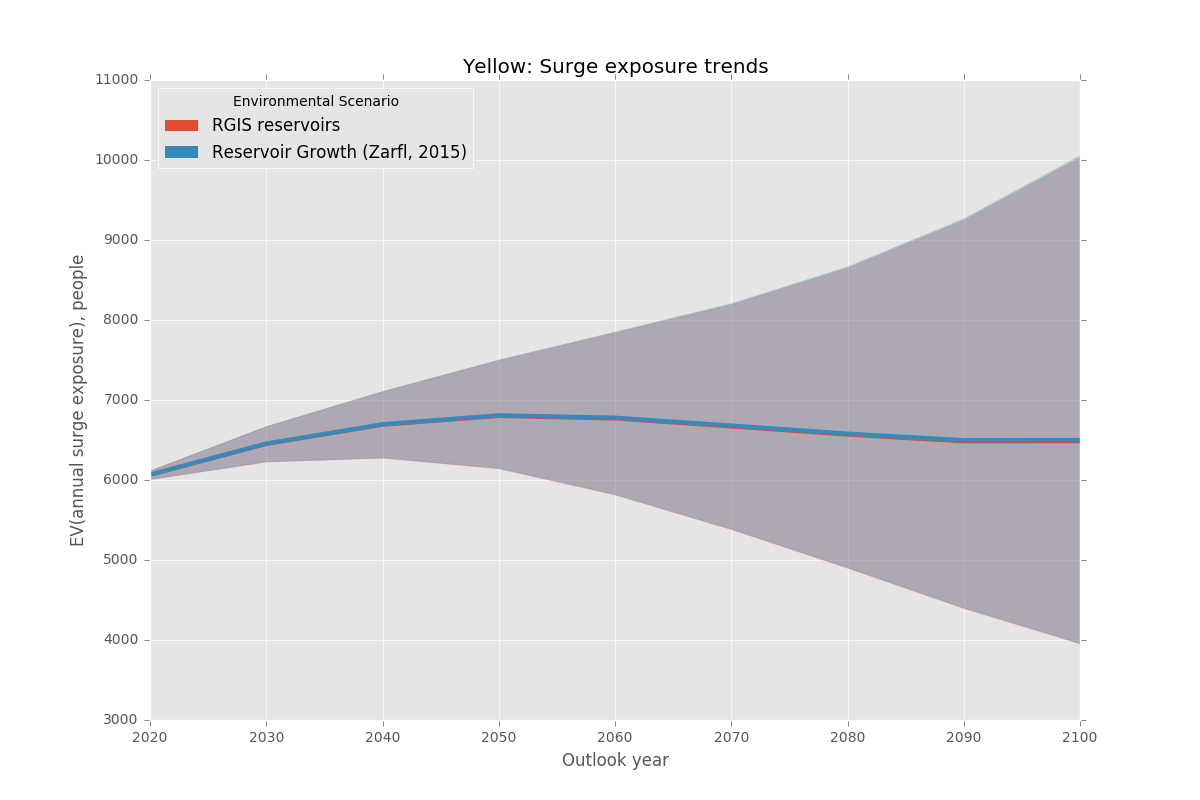 Yellow: Surge exposure trends
Environmental Scenario
RGIS reservoirs
Reservoir Growth (Zarfl, 2015)
EV(annual surge exposure), people
11000
10000
9000
8000
7000
6000
5000
4000
3000
2020 2030 2040 2050 2060 2070 2080 2090 2100
Outlook year